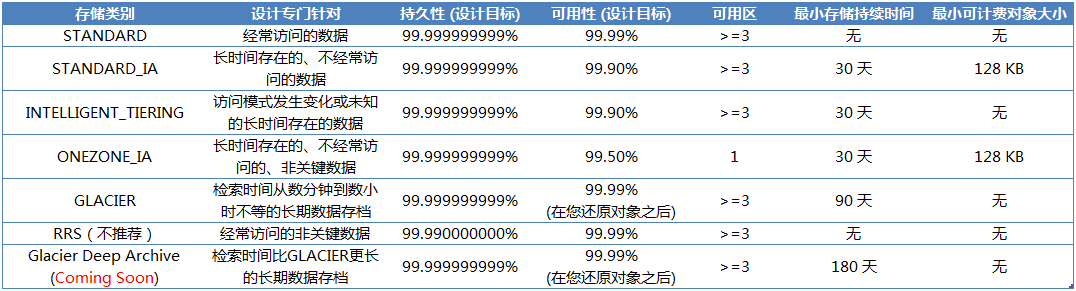 存储类别 设计专门针对 持久性 (设计目标) 可用性 (设计目标) 可用区 最小存储持续时间 最小可计费对象大小
STANDARD 经常访问的数据 99.999999999% 99.99% >=3 无 无
STANDARD_IA 长时间存在的、不经常访
问的数据 99.999999999% 99.90% >=3 30 天 128 KB
INTELLIGENT_TIERING 访问模式发生变化或未知
的长时间存在的数据 99.999999999% 99.90% >=3 30 天 无
ONEZONE_IA 长时间存在的、不经常访
问的、非关键数据 99.999999999% 99.50% 1 30 天 128 KB
GLACIER 检索时间从数分钟到数小
时不等的长期数据存档 99.999999999% 99.99%
(在您还原对象之后) >=3 90 天 无
RRS（不推荐） 经常访问的非关键数据 99.990000000% 99.99% >=3 无 无
Glacier Deep Archive
(Coming Soon) 检索时间比GLACIER更长
的长期数据存档 99.999999999% 99.99%
(在您还原对象之后) >=3 180 天 无